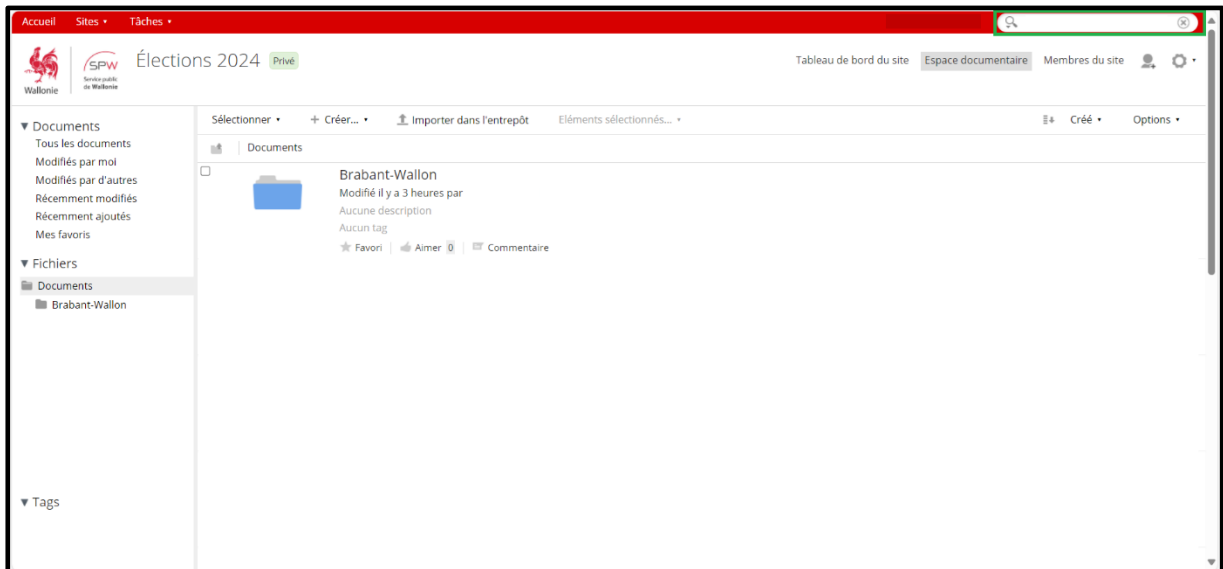 Accueil Sites Tâches
Wallonie
SPW
Service public
de Wallonie
Élections 2024 Privé
Tableau de bord du site Espace documentaire Membres du site
Documents
Tous les documents
Modifiés par moi
Modifiés par d'autres
Récemment modifiés
Récemment ajoutés
Mes favoris
Fichiers
Documents
Brabant-Wallon
Tags
Sélectionner + Créer... Importer dans l'entrepôt Eléments sélectionnés... Créé Options
Documents
Brabant-Wallon
Modifié il y a 3 heures par
Aucune description
Aucun tag
Favori Aimer 0 Commentaire